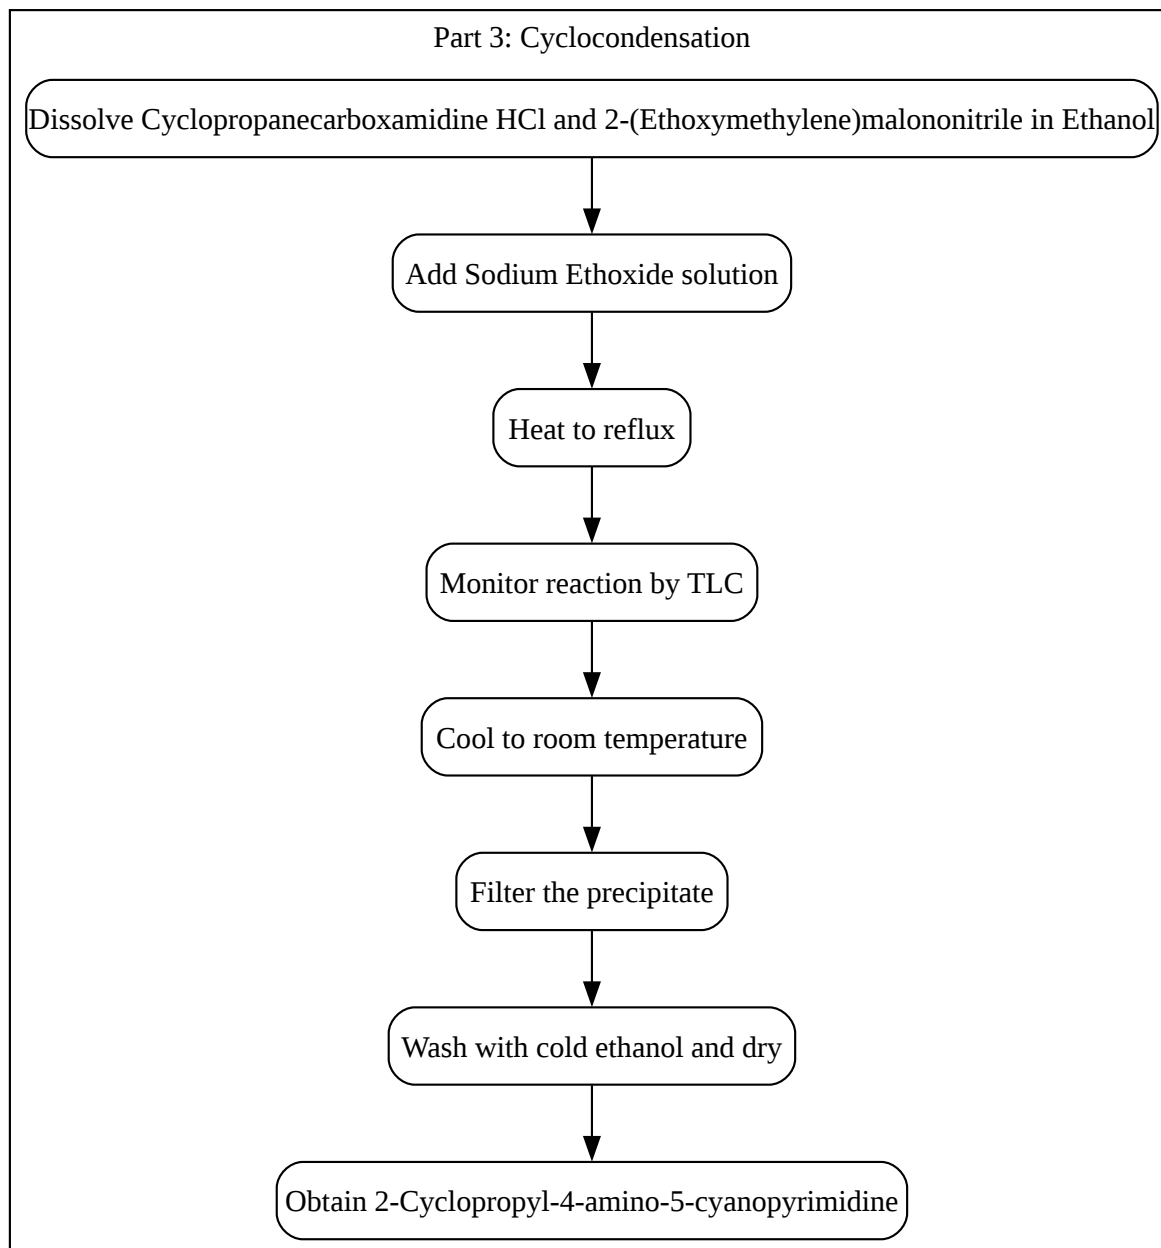 Part 3: Cyclocondensation
Dissolve Cyclopropanecarboxamidine HCl and 2-(Ethoxymethylene)malononitrile in Ethanol
Add Sodium Ethoxide solution
Heat to reflux
Monitor reaction by TLC
Cool to room temperature
Filter the precipitate
Wash with cold ethanol and dry
Obtain 2-Cyclopropyl-4-amino-5-cyanopyrimidine